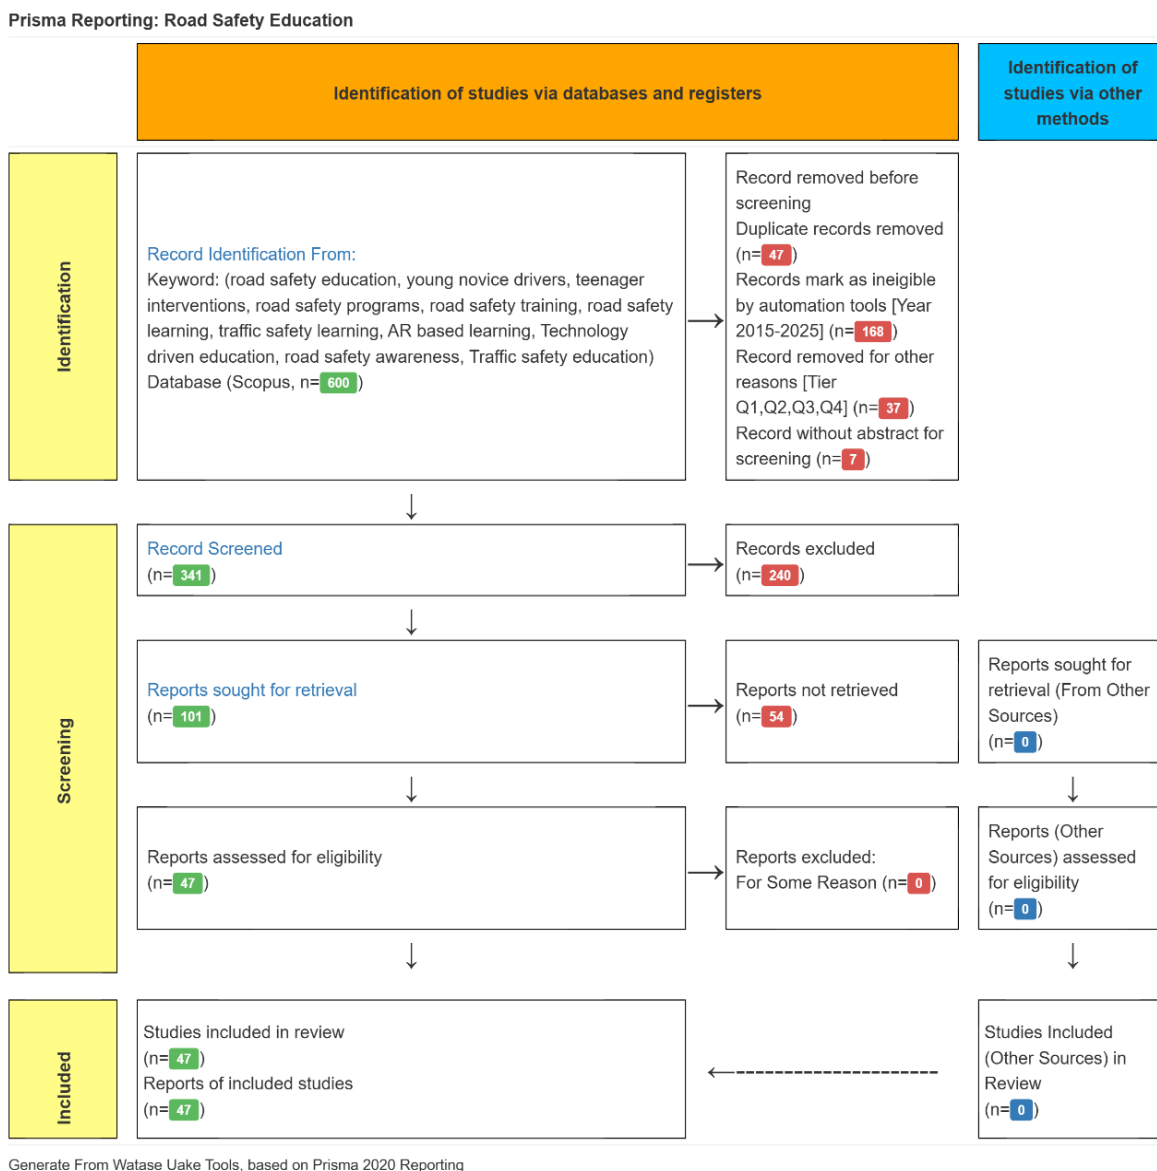 Prisma Reporting: Road Safety Education
Identification of studies via databases and registers
Identification of
studies via other
methods
Identification
Record Identification From:
Keyword: (road safety education, young novice drivers, teenager
interventions, road safety programs, road safety training, road safety
learning, traffic safety learning, AR based learning, Technology
driven education, road safety awareness, Traffic safety education)
Database (Scopus, n=600)
Record removed before
screening
Duplicate records removed
(n=47)
Records mark as ineigible
by automation tools [Year
2015-2025] (n=168)
Record removed for other
reasons [Tier
Q1,Q2,Q3,Q4] (n=37)
Record without abstract for
screening (n=7)
Screening
Record Screened
(n=341)
Records excluded
(n=240)
Reports sought for retrieval
(n=101)
Reports not retrieved
(n=54)
Reports sought for
retrieval (From Other
Sources)
(n=0)
Reports assessed for eligibility
(n=47)
Reports excluded:
For Some Reason (n=0)
Reports (Other
Sources) assessed
for eligibility
(n=0)
Included
Studies included in review
(n=47)
Reports of included studies
(n=47)
Studies Included
(Other Sources) in
Review
(n=0)
Generate From Watase Uake Tools, based on Prisma 2020 Reporting